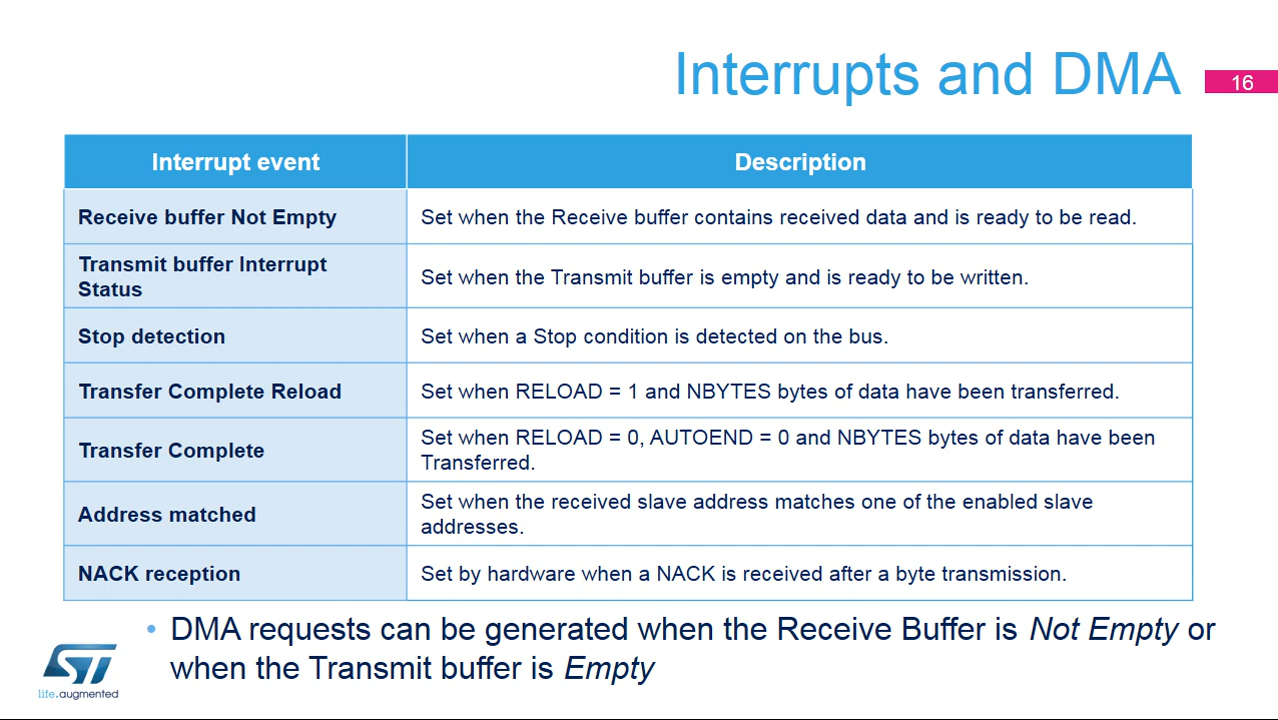 Interrupts and DMA
16
Interrupt event
Description
Receive buffer Not Empty
Set when the Receive buffer contains received data and is ready to be read.
Transmit buffer Interrupt
Status
Set when the Transmit buffer is empty and is ready to be written.
Stop detection
Set when a Stop condition is detected on the bus.
Transfer Complete Reload
Set when RELOAD = 1 and NBYTES bytes of data have been transferred.
Transfer Complete
Set when RELOAD = 0, AUTOEND = 0 and NBYTES bytes of data have been
Transferred.
Address matched
Set when the received slave address matches one of the enabled slave
addresses.
NACK reception
Set by hardware when a NACK is received after a byte transmission.
• DMA requests can be generated when the Receive Buffer is Not Empty or
when the Transmit buffer is Empty
ST
life.augmented